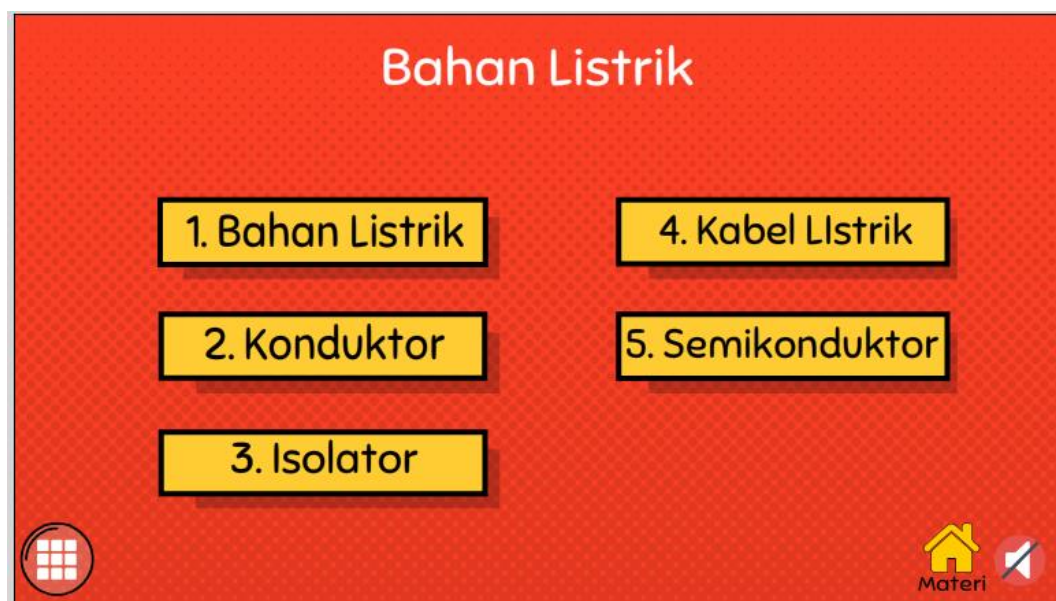 Bahan Listrik
1. Bahan Listrik
2. Konduktor
3. Isolator
4. Kabel LIstrik
5. Semikonduktor
Materi